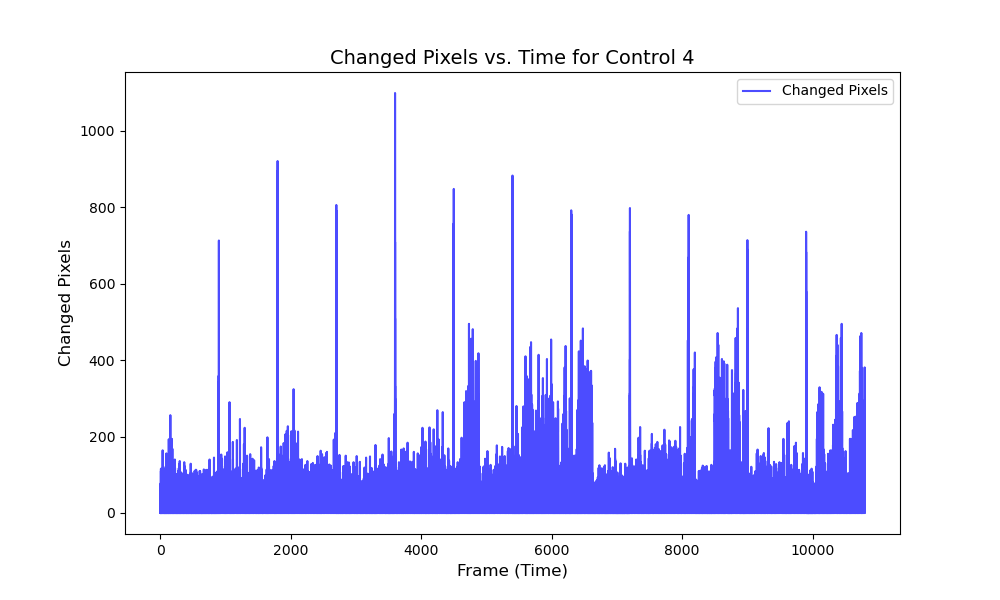 Changed Pixels vs. Time for Control 4
Changed Pixels
1000
800
600
400
200
0
Changed Pixels
0 2000 4000 6000 8000 10000
Frame (Time)